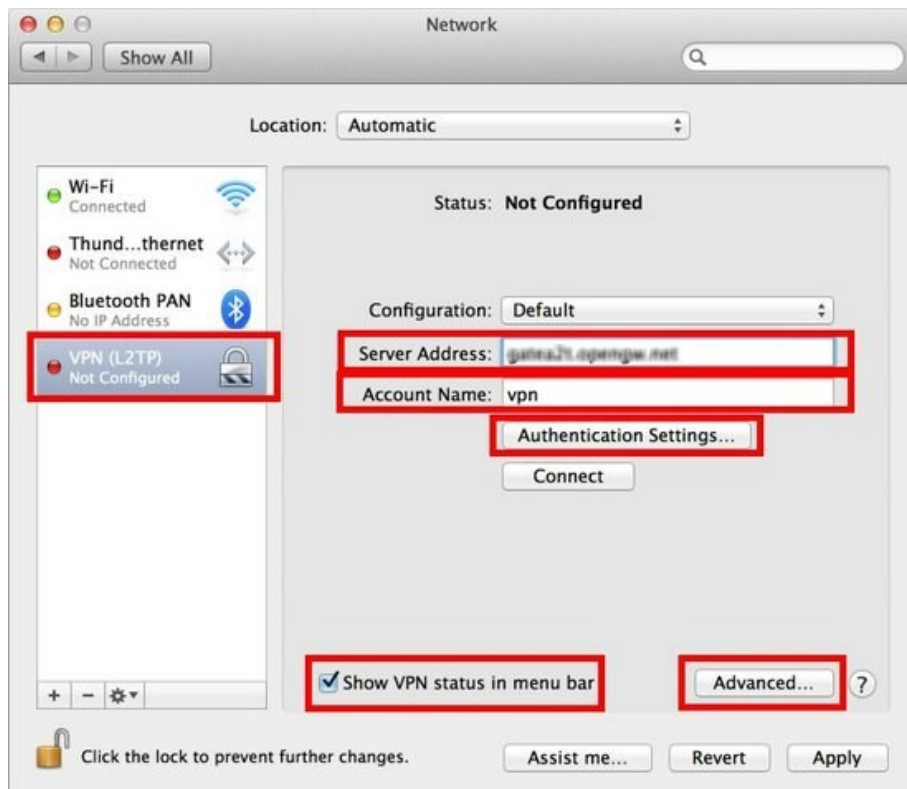 Network
Show All
Location: Automatic
Wi-Fi
Connected
Thund...thernet
Not Connected
Bluetooth PAN
No IP Address
VPN (L2TP)
Not Configured
Status: Not Configured
Configuration: Default
Server Address:
Account Name: vpn
Authentication Settings...
Connect
Show VPN status in menu bar
Advanced...
?
Click the lock to prevent further changes.
Assist me...
Revert
Apply